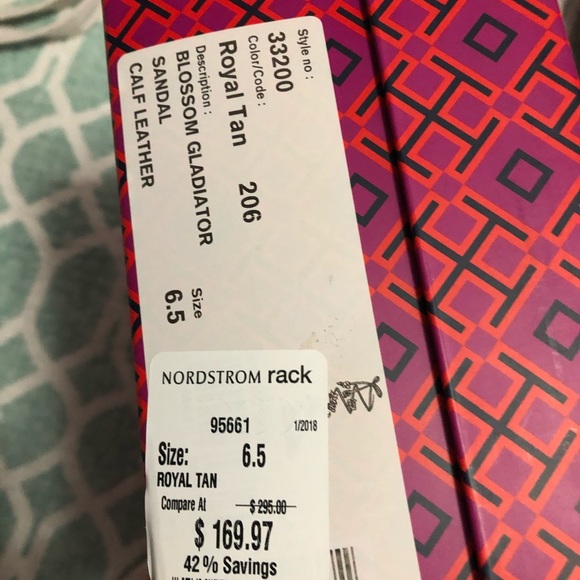 Style no :
33200
Color/Code :
Royal Tan 206
Description :
BLOSSOM GLADIATOR
SANDAL
CALF LEATHER
Size
6.5
NORDSTROM rack
95661 1/2018
Size: 6.5
ROYAL TAN
Compare At $ 295.00
$ 169.97
42% Savings